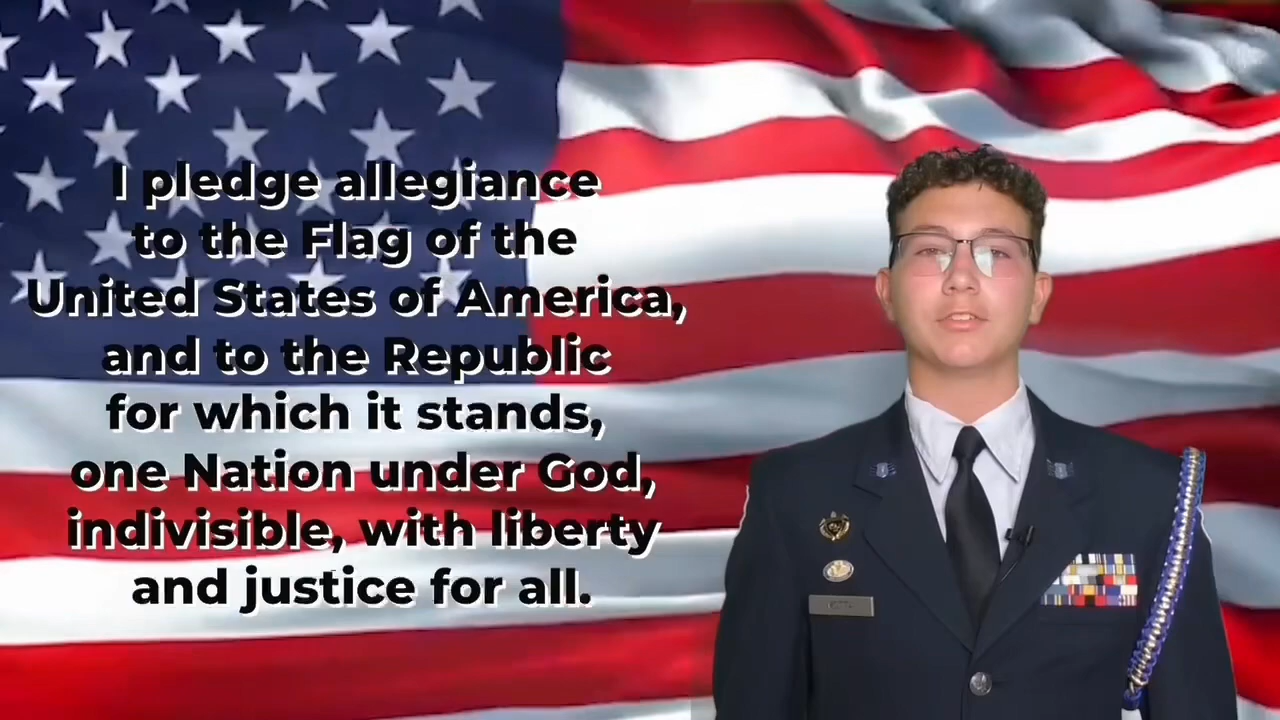 I pledge allegiance
to the Flag of the
United States of America,
and to the Republic
for which it stands,
one Nation under God,
indivisible, with liberty
and justice for all.